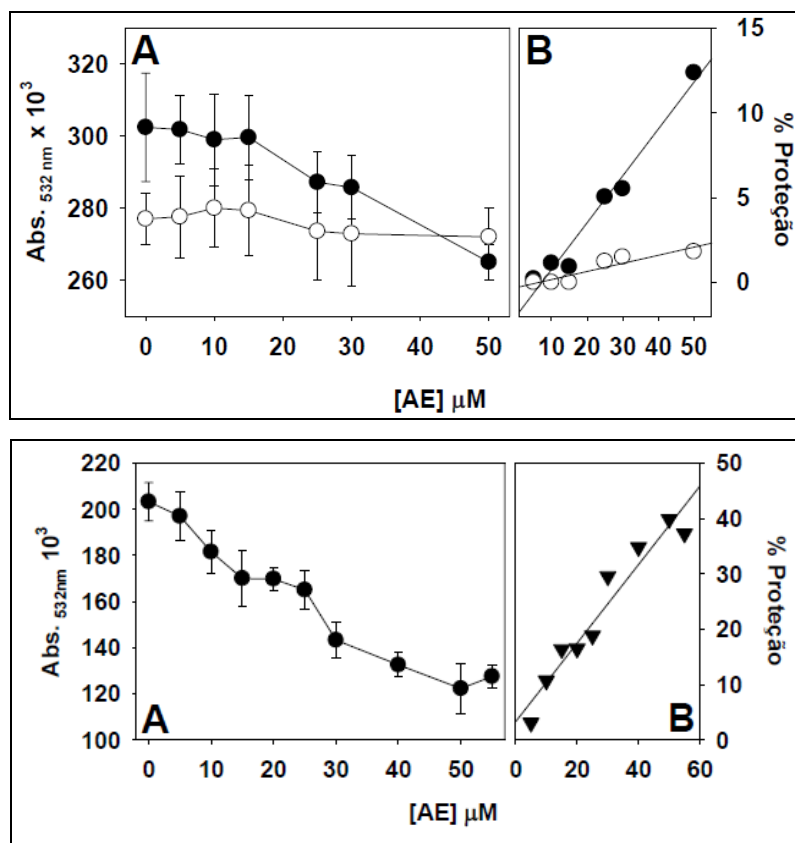 A
B
Abs. 532 nm x 10³
320
300
280
260
0 10 20 30 40 50
15
10
5
0
% Proteção
10 20 30 40 50
[AE] µM
Abs. 532nm 10³
220
200
180
160
140
120
100
A
B
0 10 20 30 40 50
50
40
30
20
10
0
% Proteção
0 20 40 60
[AE] µM